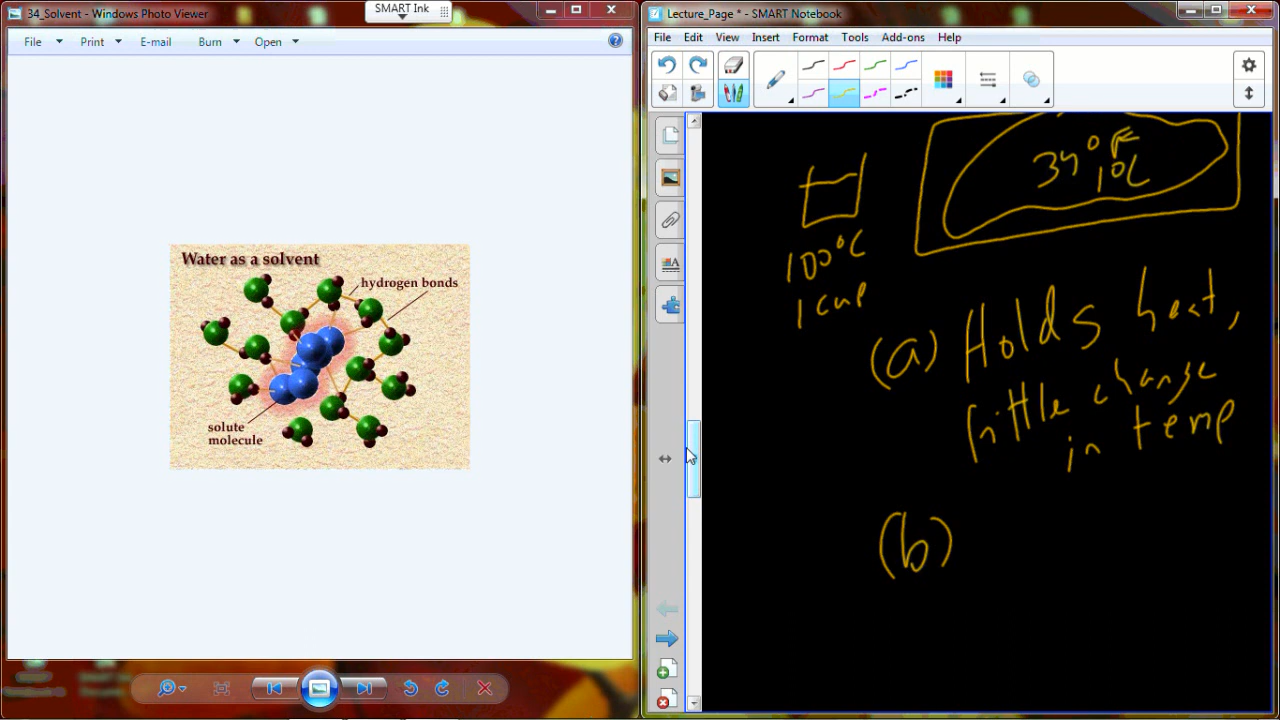 34_Solvent - Windows Photo Viewer
SMART Ink
File Print E-mail Burn Open
Water as a solvent
hydrogen bonds
solute
molecule
Lecture_Page * - SMART Notebook
File Edit View Insert Format Tools Add-ons Help
34°F
1°C
100°C
1 cup
(a) Holds heat,
little change
in temp
(b)